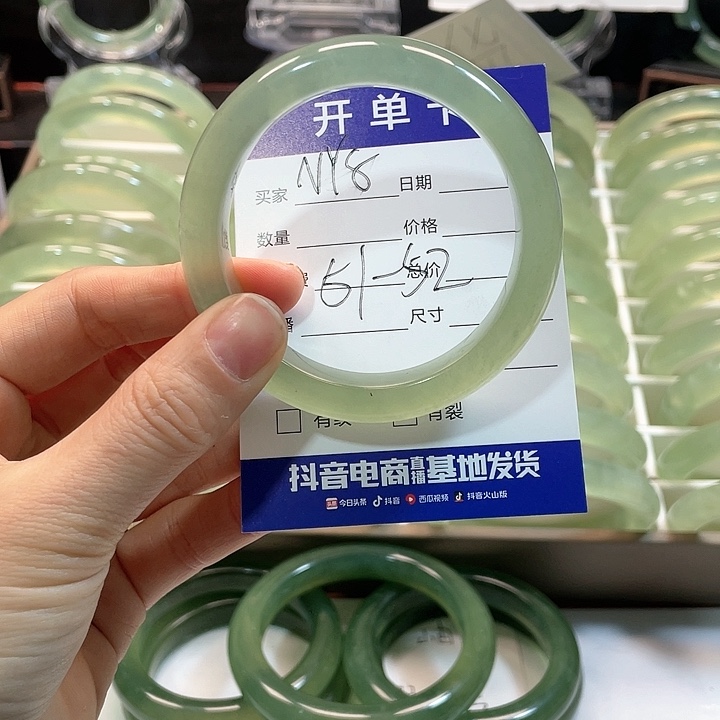 开单卡
买家 NY8 日期
数量 价格
61-52 总价
尺寸
有纹 有裂
抖音电商直播基地发货
今日头条 抖音 西瓜视频 抖音火山版